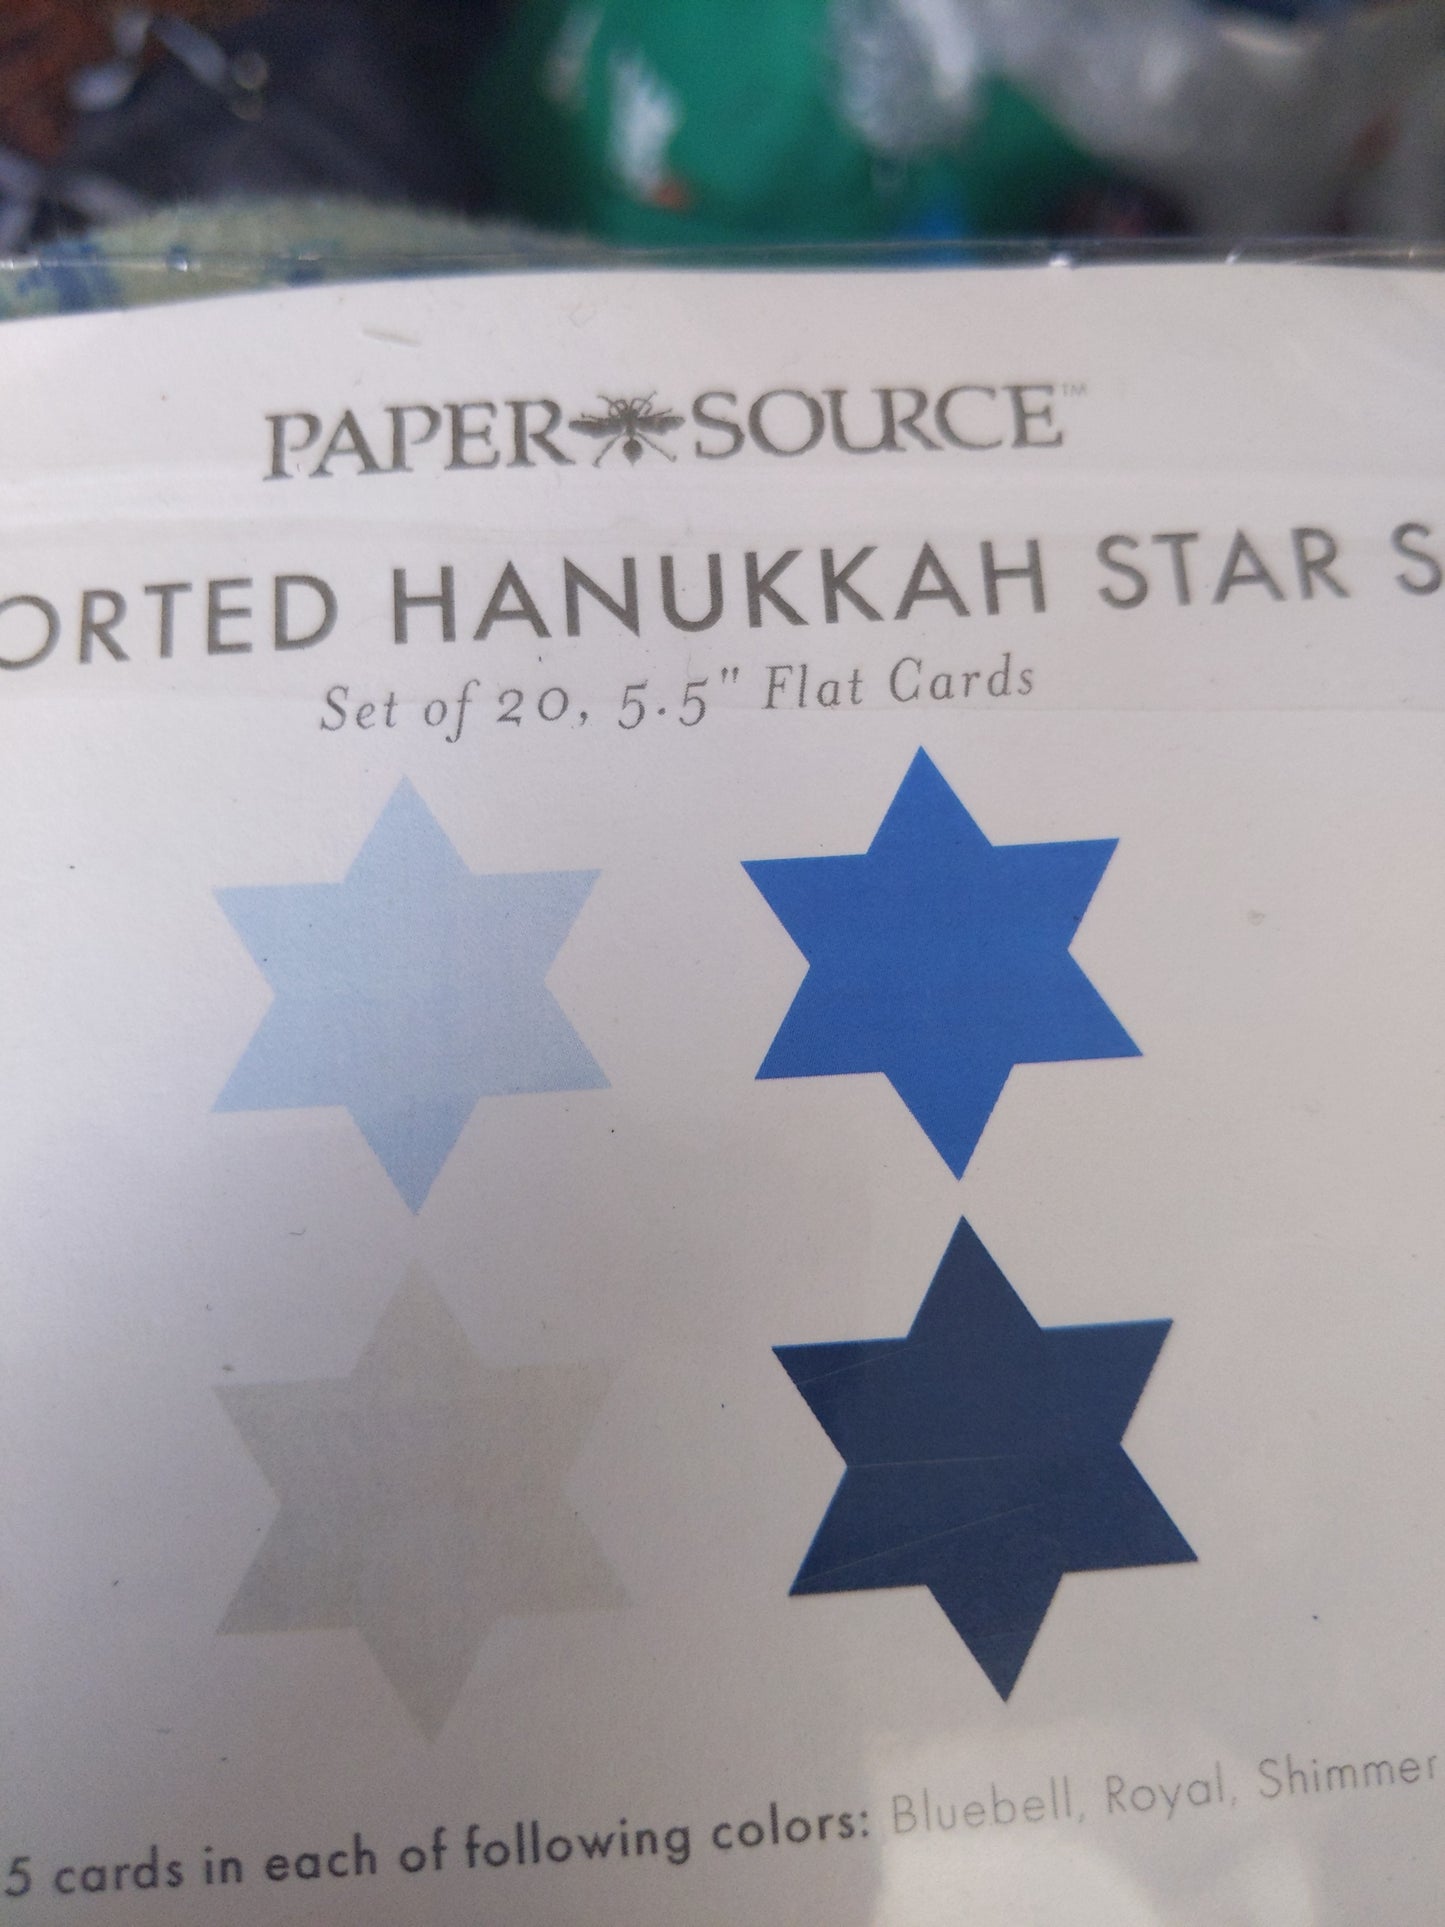 PAPER SOURCE™
ORTED HANUKKAH STAR S
Set of 20, 5.5" Flat Cards
5 cards in each of following colors: Bluebell, Royal, Shimmer